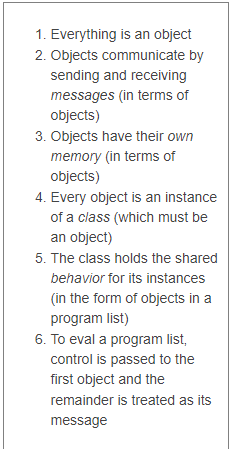 1. Everything is an object
2. Objects communicate by
sending and receiving
messages (in terms of
objects)
3. Objects have their own
memory (in terms of
objects)
4. Every object is an instance
of a class (which must be
an object)
5. The class holds the shared
behavior for its instances
(in the form of objects in a
program list)
6. To eval a program list,
control is passed to the
first object and the
remainder is treated as its
message